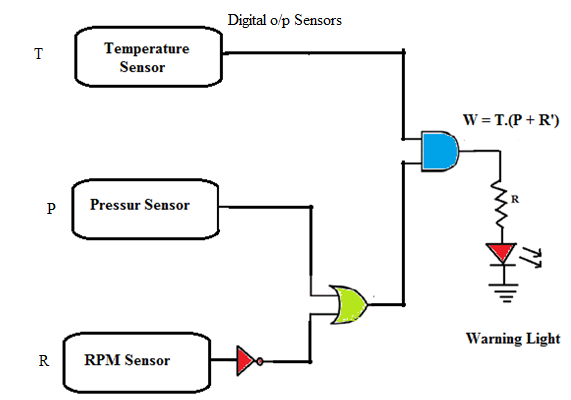 Digital o/p Sensors
T
Temperature
Sensor
W = T.(P + R')
P
Pressur Sensor
R
R
RPM Sensor
Warning Light